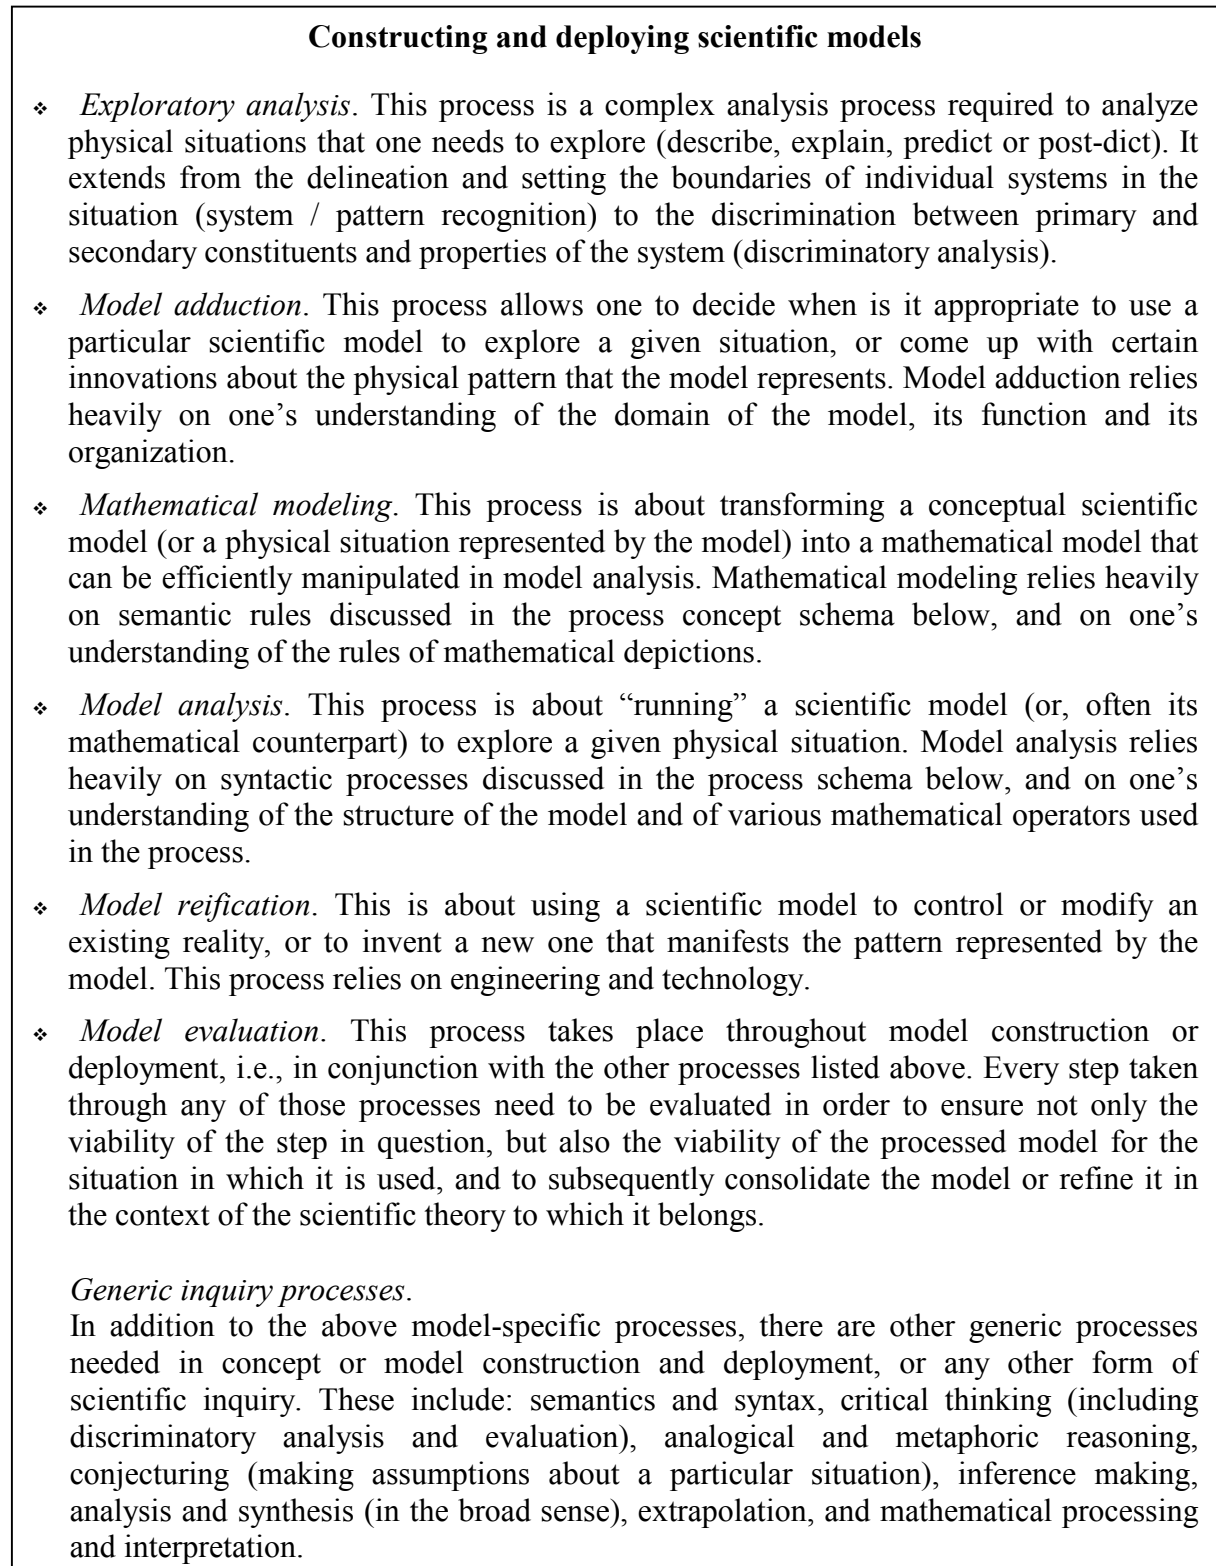 Constructing and deploying scientific models
❖ Exploratory analysis. This process is a complex analysis process required to analyze
physical situations that one needs to explore (describe, explain, predict or post-dict). It
extends from the delineation and setting the boundaries of individual systems in the
situation (system / pattern recognition) to the discrimination between primary and
secondary constituents and properties of the system (discriminatory analysis).
❖ Model adduction. This process allows one to decide when is it appropriate to use a
particular scientific model to explore a given situation, or come up with certain
innovations about the physical pattern that the model represents. Model adduction relies
heavily on one’s understanding of the domain of the model, its function and its
organization.
❖ Mathematical modeling. This process is about transforming a conceptual scientific
model (or a physical situation represented by the model) into a mathematical model that
can be efficiently manipulated in model analysis. Mathematical modeling relies heavily
on semantic rules discussed in the process concept schema below, and on one’s
understanding of the rules of mathematical depictions.
❖ Model analysis. This process is about “running” a scientific model (or, often its
mathematical counterpart) to explore a given physical situation. Model analysis relies
heavily on syntactic processes discussed in the process schema below, and on one’s
understanding of the structure of the model and of various mathematical operators used
in the process.
❖ Model reification. This is about using a scientific model to control or modify an
existing reality, or to invent a new one that manifests the pattern represented by the
model. This process relies on engineering and technology.
❖ Model evaluation. This process takes place throughout model construction or
deployment, i.e., in conjunction with the other processes listed above. Every step taken
through any of those processes need to be evaluated in order to ensure not only the
viability of the step in question, but also the viability of the processed model for the
situation in which it is used, and to subsequently consolidate the model or refine it in
the context of the scientific theory to which it belongs.
Generic inquiry processes.
In addition to the above model-specific processes, there are other generic processes
needed in concept or model construction and deployment, or any other form of
scientific inquiry. These include: semantics and syntax, critical thinking (including
discriminatory analysis and evaluation), analogical and metaphoric reasoning,
conjecturing (making assumptions about a particular situation), inference making,
analysis and synthesis (in the broad sense), extrapolation, and mathematical processing
and interpretation.